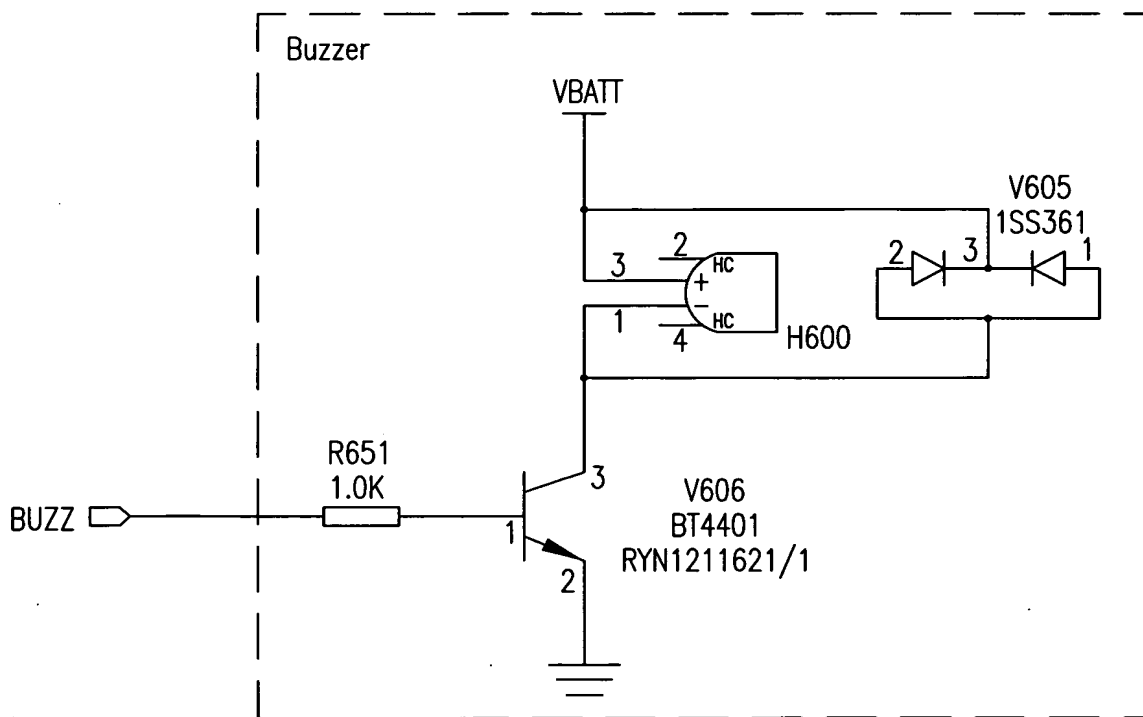 Buzzer
VBATT
V605
1SS361
2
3
1
2
HC
3
+
1
-
HC
4
H600
R651
1.0K
3
V606
BT4401
RYN1211621/1
BUZZ
1
2